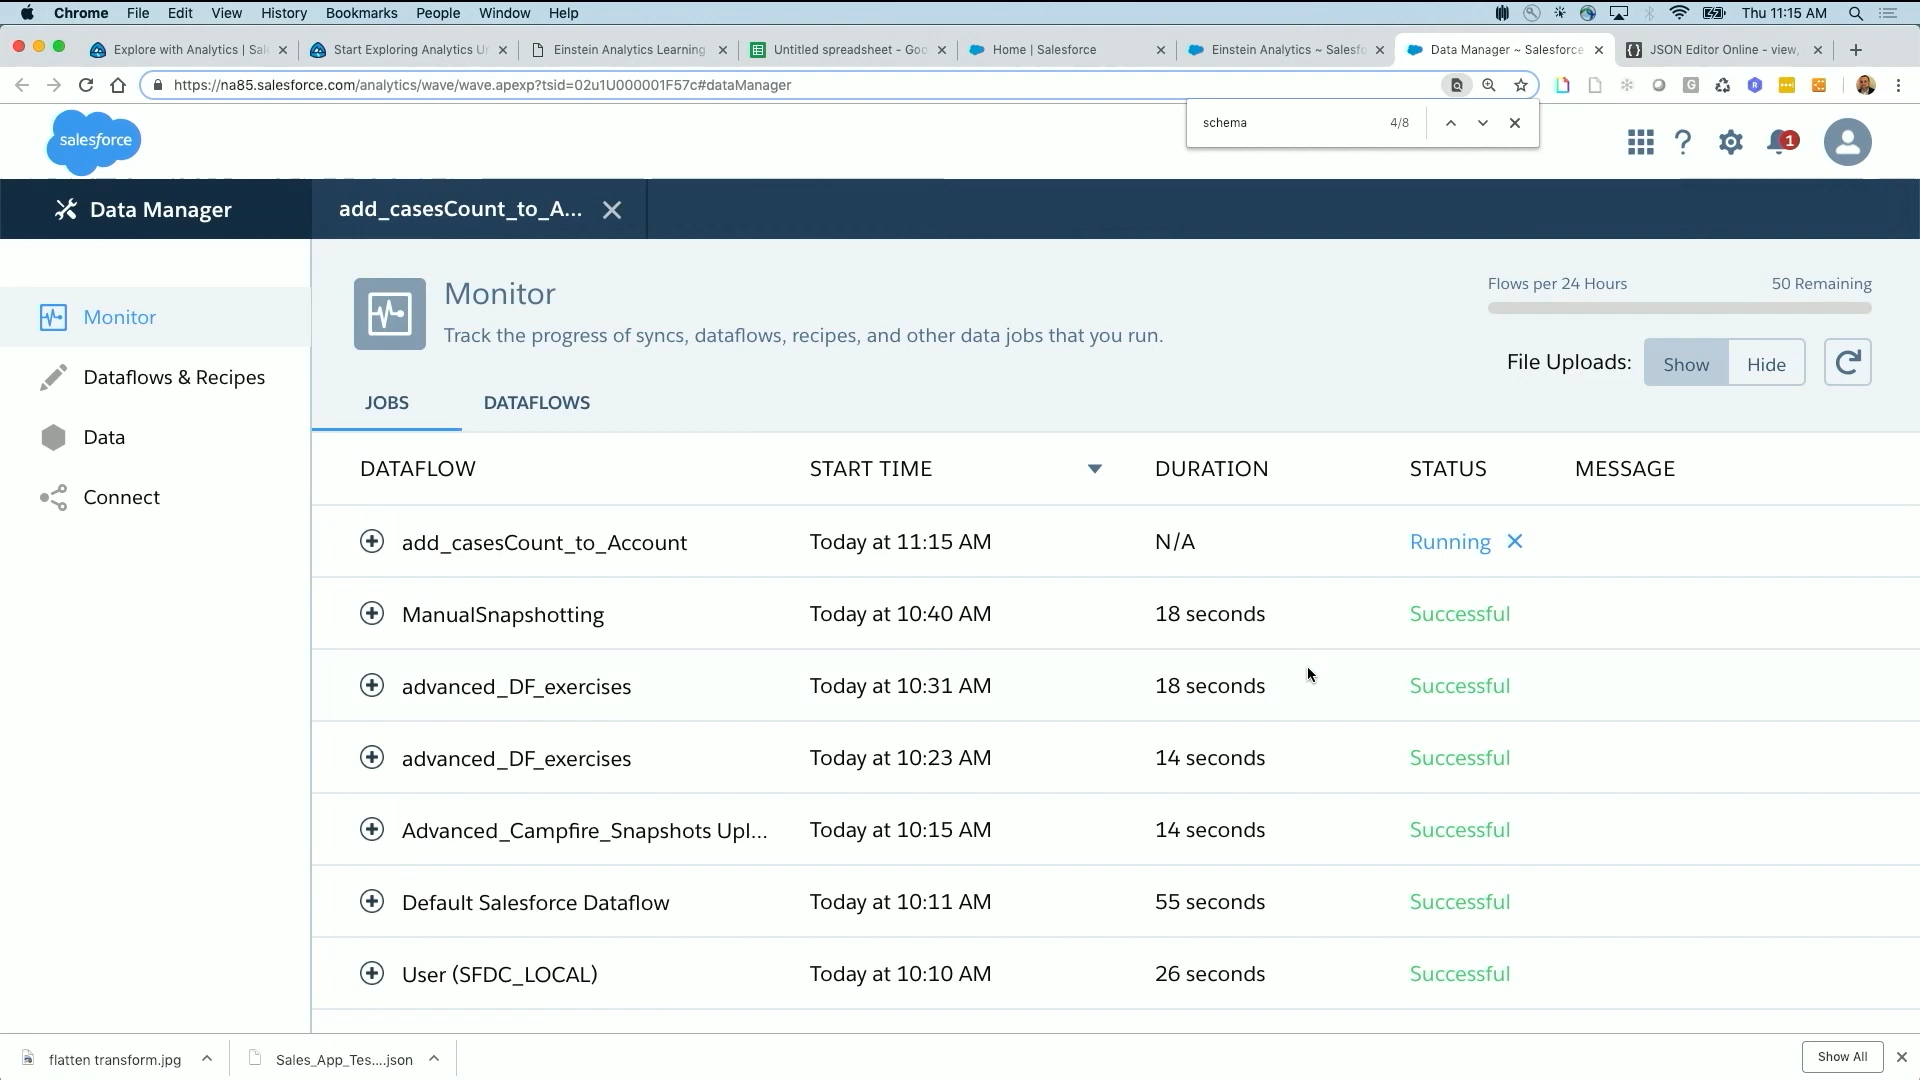 Chrome File Edit View History Bookmarks People Window Help Thu 11:15 AM
Explore with Analytics | Sale Start Exploring Analytics Ur Einstein Analytics Learning Untitled spreadsheet - Goo Home | Salesforce Einstein Analytics ~ Salesfo Data Manager ~ Salesforce JSON Editor Online - view,
https://na85.salesforce.com/analytics/wave/wave.apexp?tsid=02u1U000001F57c#dataManager
schema 4/8
salesforce
1
Data Manager add_casesCount_to_A...
Monitor
Dataflows & Recipes
Data
Connect
Monitor
Track the progress of syncs, dataflows, recipes, and other data jobs that you run.
Flows per 24 Hours 50 Remaining
File Uploads: Show Hide
JOBS DATAFLOWS
DATAFLOW START TIME DURATION STATUS MESSAGE
add_casesCount_to_Account Today at 11:15 AM N/A Running
ManualSnapshotting Today at 10:40 AM 18 seconds Successful
advanced_DF_exercises Today at 10:31 AM 18 seconds Successful
advanced_DF_exercises Today at 10:23 AM 14 seconds Successful
Advanced_Campfire_Snapshots Upl... Today at 10:15 AM 14 seconds Successful
Default Salesforce Dataflow Today at 10:11 AM 55 seconds Successful
User (SFDC_LOCAL) Today at 10:10 AM 26 seconds Successful
flatten transform.jpg Sales_App_Tes....json Show All